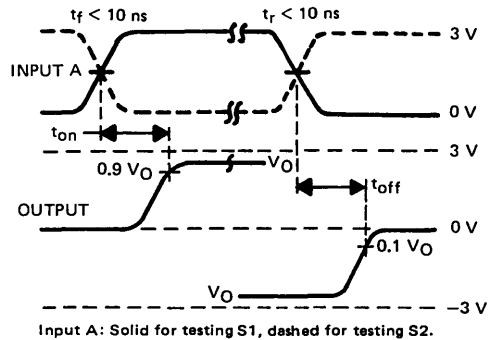 tf < 10 ns
tr < 10 ns
3 V
INPUT A
0 V
ton
3 V
0.9 VO
VO
toff
OUTPUT
0 V
0.1 VO
VO
−3 V
Input A: Solid for testing S1, dashed for testing S2.